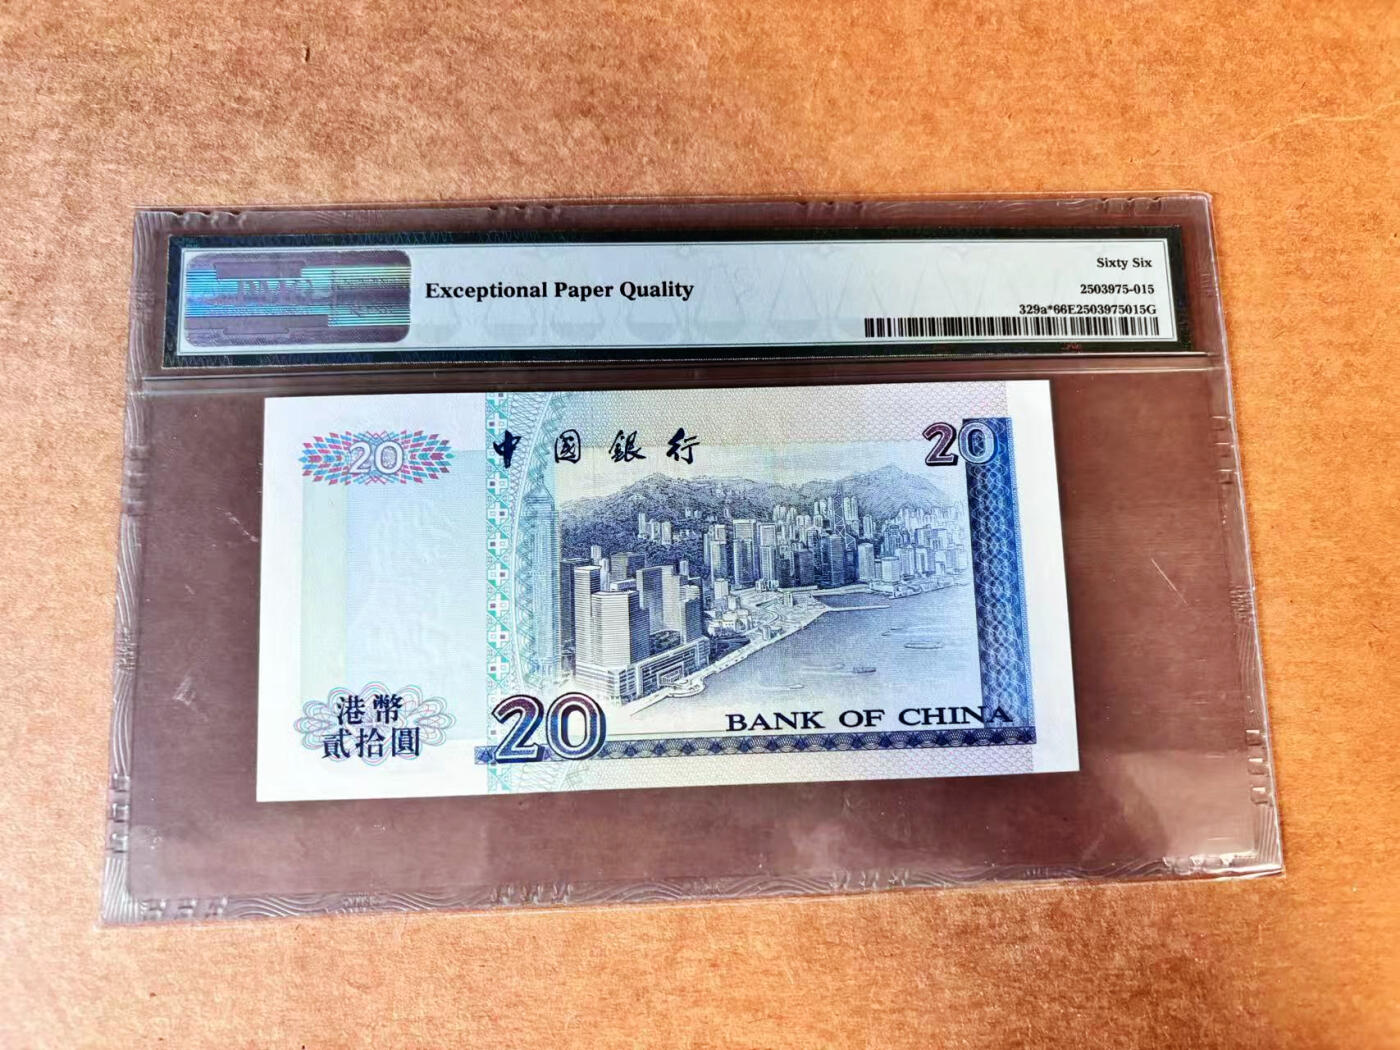 PMG
Exceptional Paper Quality
Sixty Six
2503975-015
329a*66E2503975015G
20
中國銀行
20
港幣
貳拾圓
20
BANK OF CHINA